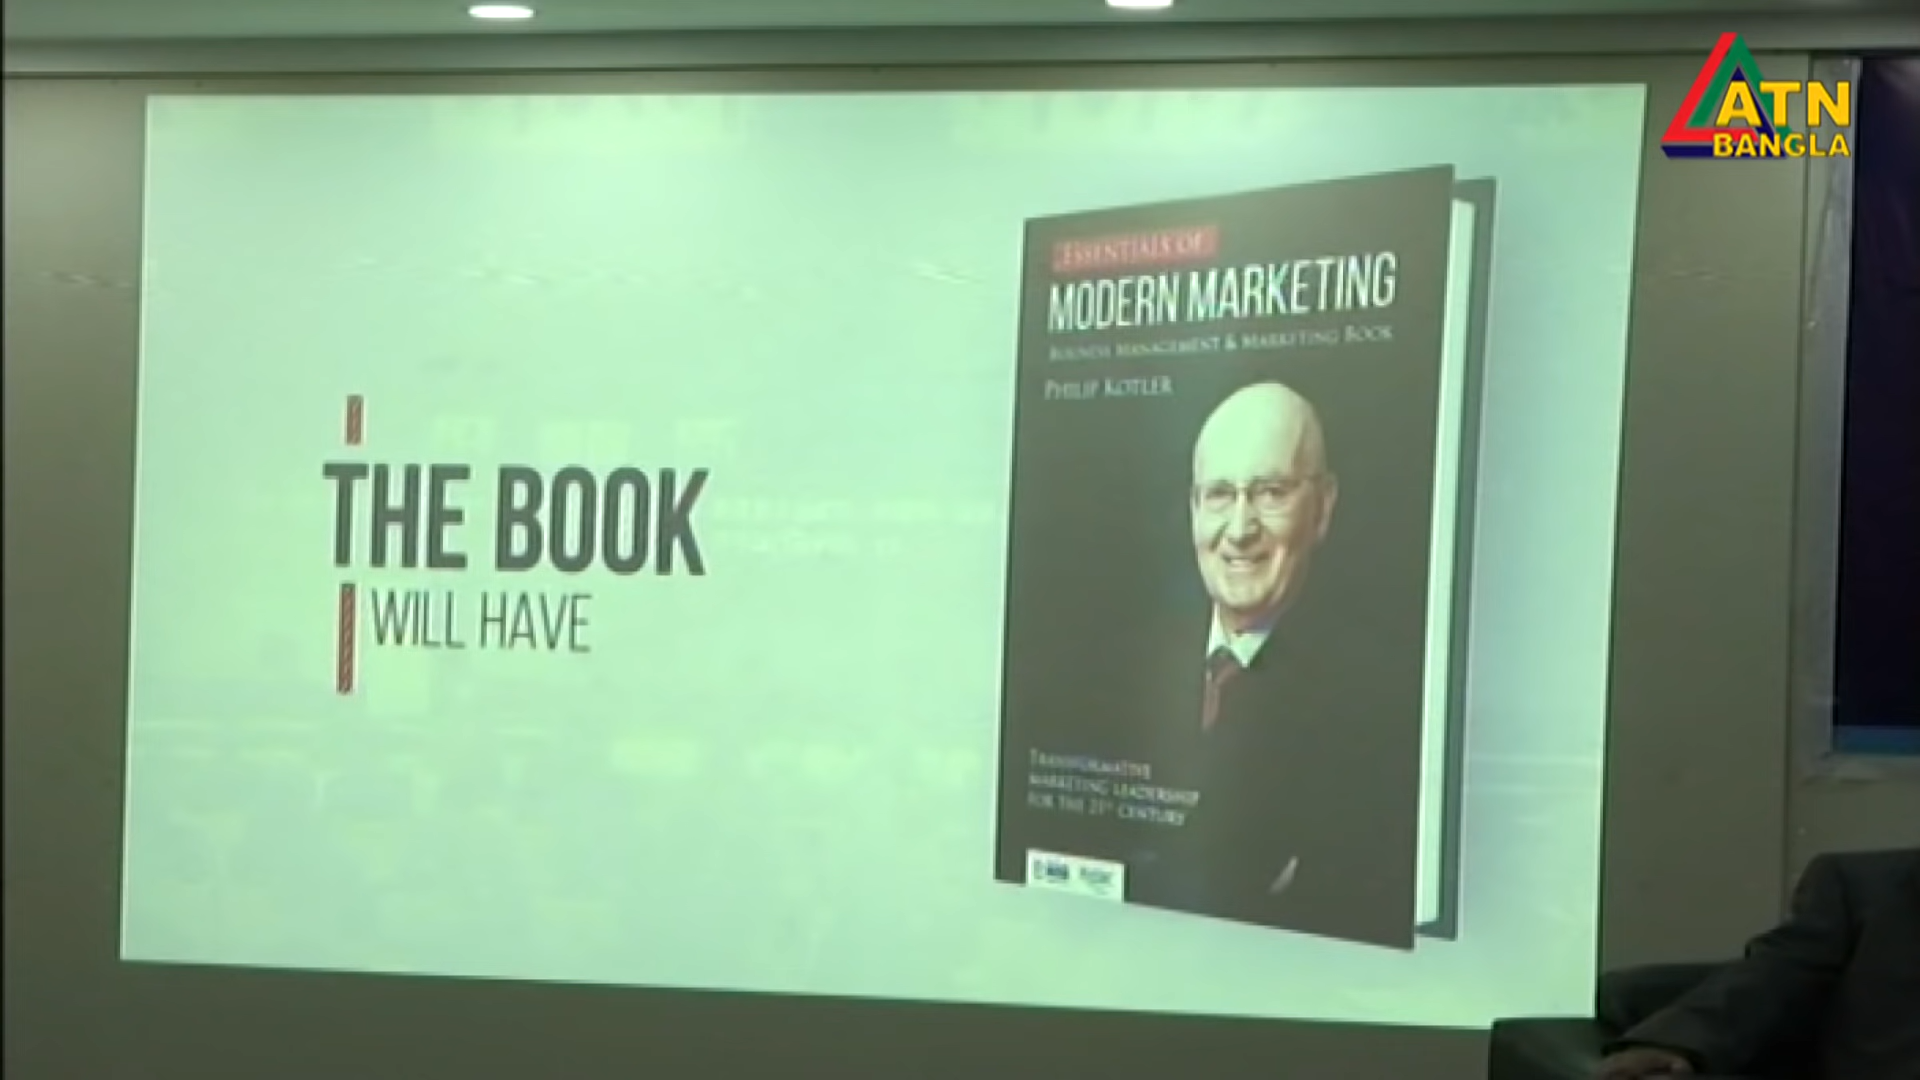 ATN
BANGLA
ESSENTIALS OF
MODERN MARKETING
BUSINESS MANAGEMENT & MARKETING BOOK
PHILIP KOTLER
THE BOOK
WILL HAVE
TRANSFORMATIVE
MARKETING LEADERSHIP
FOR THE 21ST CENTURY